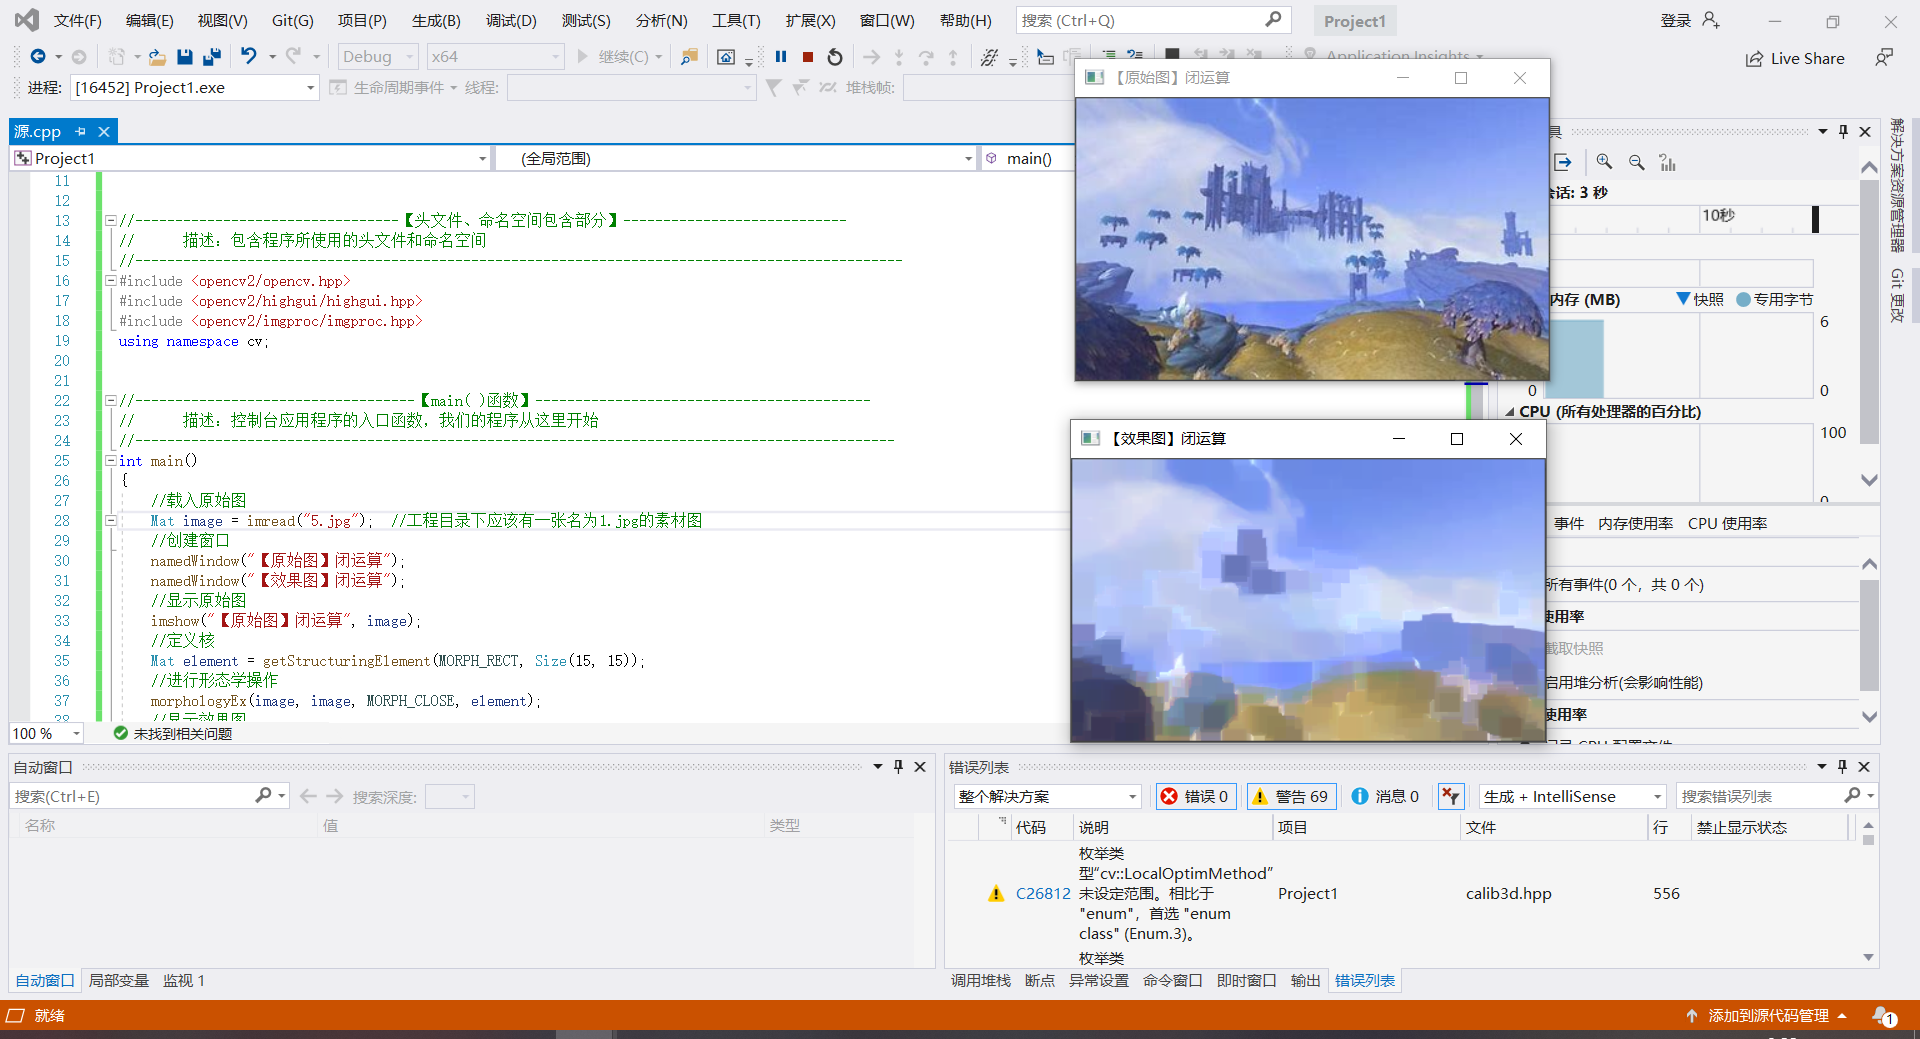 文件(F) 编辑(E) 视图(V) Git(G) 项目(P) 生成(B) 调试(D) 测试(S) 分析(N) 工具(T) 扩展(X) 窗口(W) 帮助(H) 搜索 (Ctrl+Q) Project1 登录
Debug x64 继续(C) Application Insights Live Share
进程: [16452] Project1.exe 生命周期事件 线程: 堆栈帧:
源.cpp
Project1 (全局范围) main()
11
12
13 //---------------------------------【头文件、命名空间包含部分】----------------------------
14 // 描述: 包含程序所使用的头文件和命名空间
15 //------------------------------------------------------------------------------------------------
16 #include <opencv2/opencv.hpp>
17 #include <opencv2/highgui/highgui.hpp>
18 #include <opencv2/imgproc/imgproc.hpp>
19 using namespace cv;
20
21
22 //-----------------------------------【main( )函数】------------------------------------------
23 // 描述: 控制台应用程序的入口函数, 我们的程序从这里开始
24 //-----------------------------------------------------------------------------------------------
25 int main()
26 {
27 //载入原始图
28 Mat image = imread("5.jpg"); //工程目录下应该有一张名为1.jpg的素材图
29 //创建窗口
30 namedWindow("【原始图】闭运算");
31 namedWindow("【效果图】闭运算");
32 //显示原始图
33 imshow("【原始图】闭运算", image);
34 //定义核
35 Mat element = getStructuringElement(MORPH_RECT, Size(15, 15));
36 //进行形态学操作
37 morphologyEx(image, image, MORPH_CLOSE, element);
38 //显示效果图
100 % 未找到相关问题
【原始图】闭运算
【效果图】闭运算
具
话: 3 秒
10秒
内存 (MB) 快照 专用字节
6
0 0
CPU (所有处理器的百分比)
100
0
事件 内存使用率 CPU 使用率
所有事件(0 个, 共 0 个)
使用率
截取快照
启用堆分析(会影响性能)
使用率
记录 CPU 配置文件
解决方案资源管理器
Git 更改
自动窗口
搜索(Ctrl+E) 搜索深度:
名称 值 类型
自动窗口 局部变量 监视 1
错误列表
整个解决方案 错误 0 警告 69 消息 0 生成 + IntelliSense 搜索错误列表
代码 说明 项目 文件 行 禁止显示状态
枚举类
型"cv::LocalOptimMethod"
C26812 未设定范围。相比于 Project1 calib3d.hpp 556
"enum", 首选 "enum
class" (Enum.3)。
枚举类
调用堆栈 断点 异常设置 命令窗口 即时窗口 输出 错误列表
就绪 添加到源代码管理 1